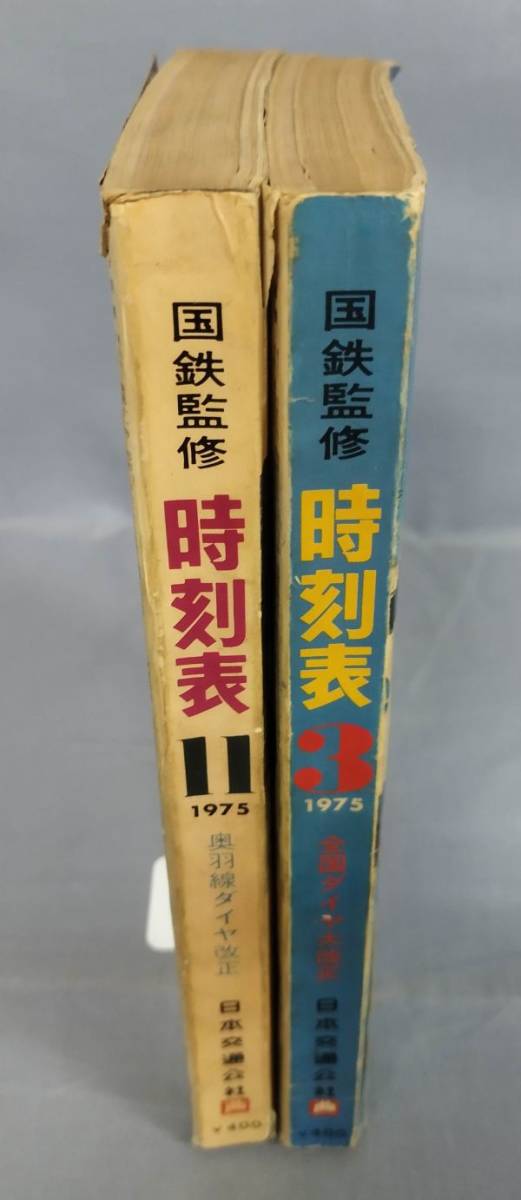 国鉄監修
時刻表
11
1975
奥羽線ダイヤ改正
日本交通公社
¥400
国鉄監修
時刻表
3
1975
全国ダイヤ大改正
日本交通公社
¥400